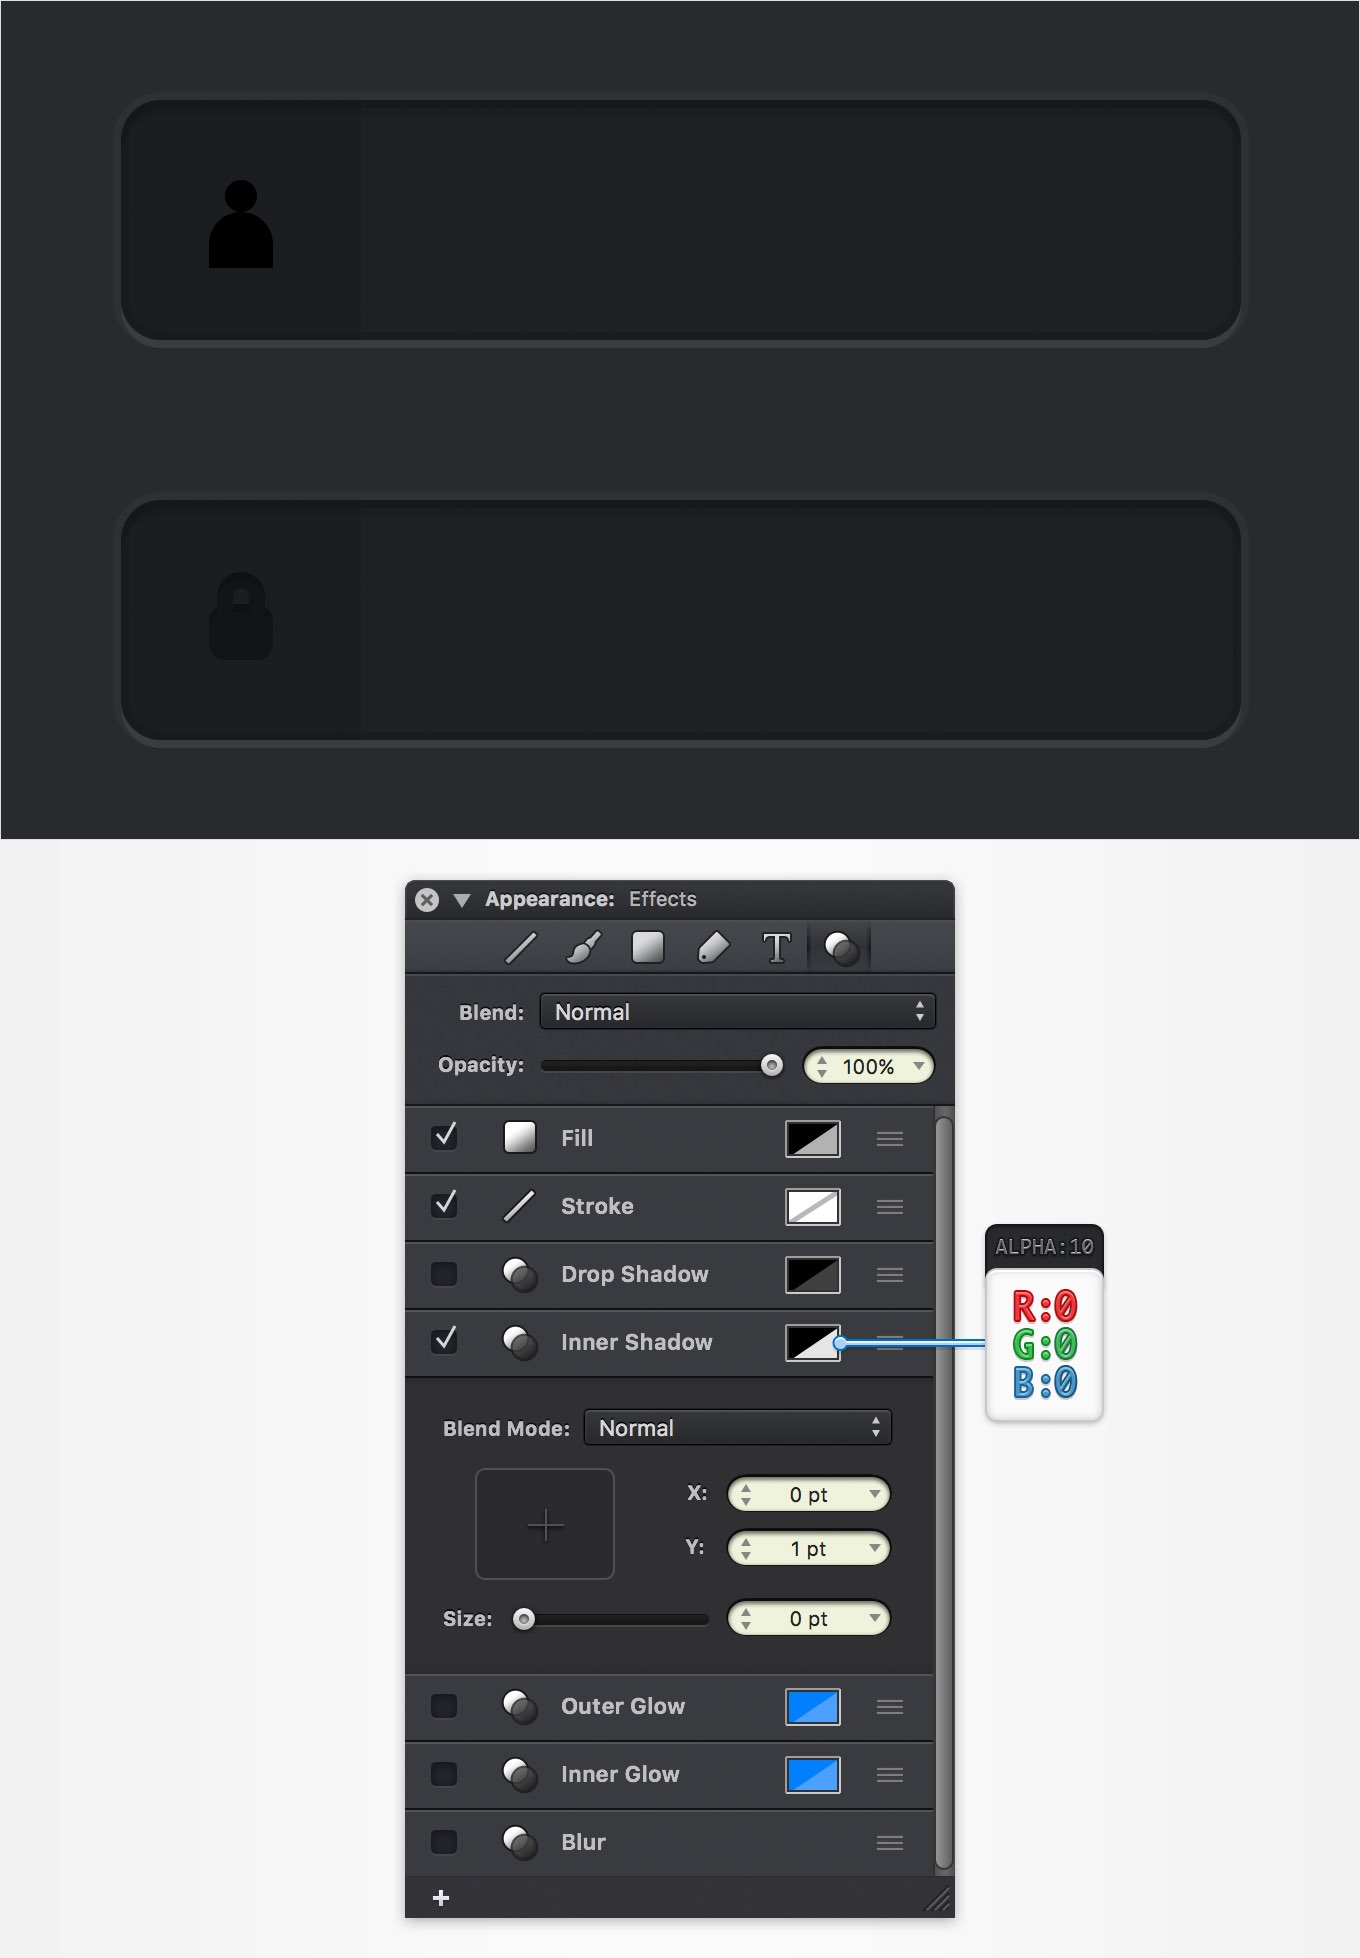 Appearance: Effects
T
Blend: Normal
Opacity: 100%
Fill
Stroke
Drop Shadow
Inner Shadow
ALPHA:10
R:0
G:0
B:0
Blend Mode: Normal
X: 0 pt
Y: 1 pt
Size: 0 pt
Outer Glow
Inner Glow
Blur